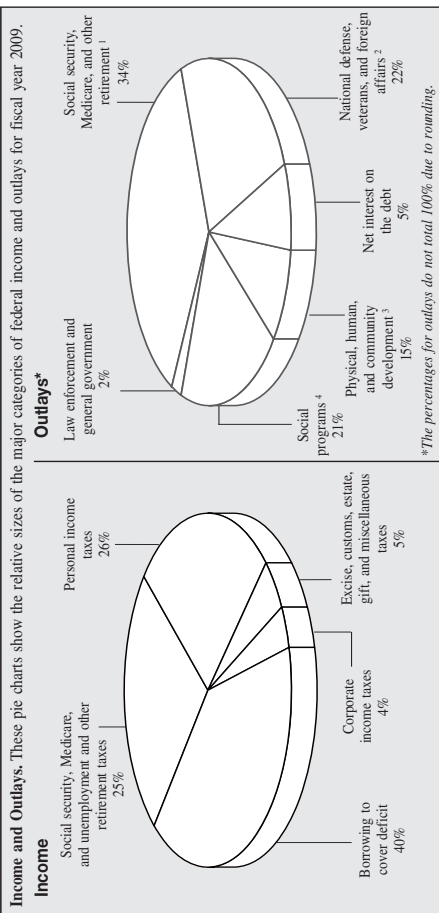 Income and Outlays. These pie charts show the relative sizes of the major categories of federal income and outlays for fiscal year 2009.
Income
Social security, Medicare,
and unemployment and other
retirement taxes
25%
Personal income
taxes
26%
Borrowing to
cover deficit
40%
Corporate
income taxes
4%
Excise, customs, estate,
gift, and miscellaneous
taxes
5%
Outlays*
Law enforcement and
general government
2%
Social security,
Medicare, and other
retirement 1
34%
Social
programs 4
21%
Physical, human,
and community
development 3
15%
Net interest on
the debt
5%
National defense,
veterans, and foreign
affairs 2
22%
*The percentages for outlays do not total 100% due to rounding.